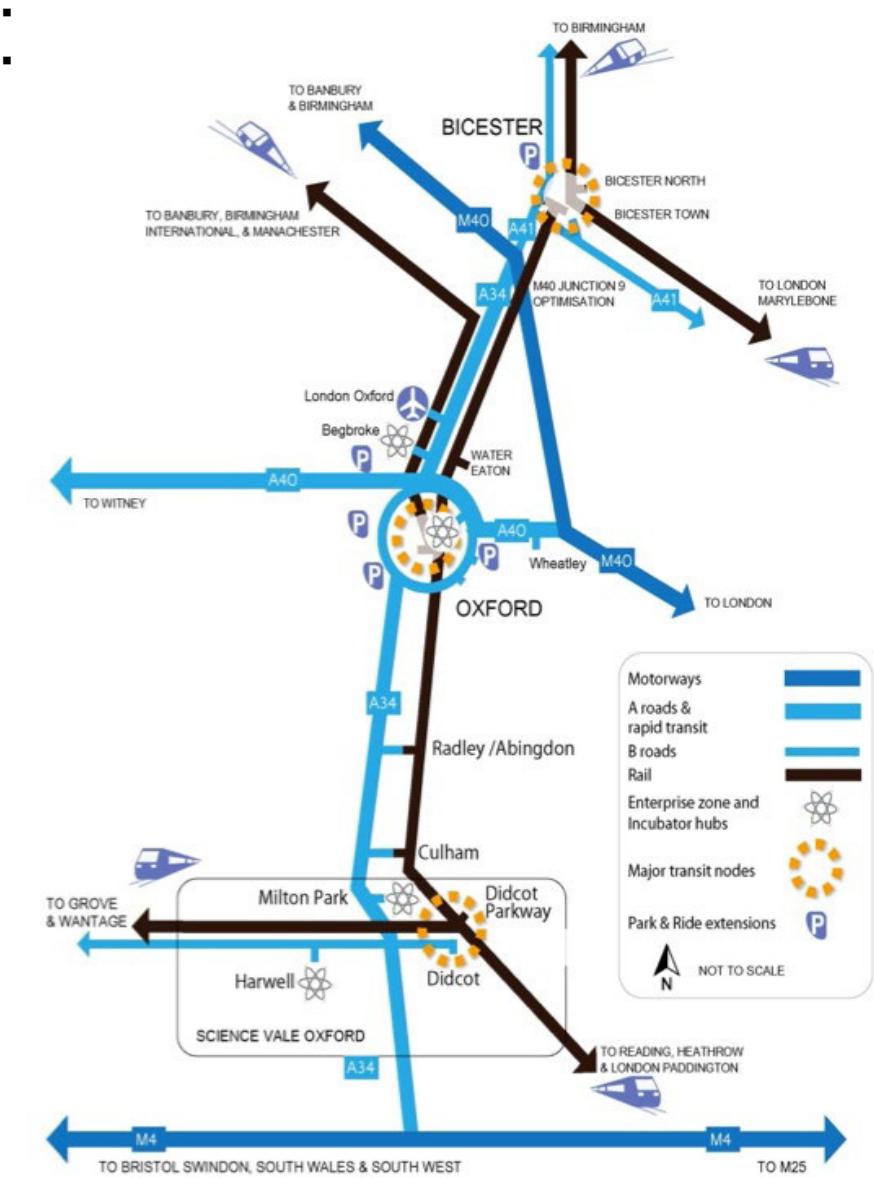 TO BIRMINGHAM
TO BANBURY
& BIRMINGHAM
BICESTER
P
BICESTER NORTH
TO BANBURY, BIRMINGHAM
INTERNATIONAL, & MANACHESTER
M40
A41
BICESTER TOWN
A34
M40 JUNCTION 9
OPTIMISATION
A41
TO LONDON
MARYLEBONE
London Oxford
Begbroke
P
WATER
EATON
A40
TO WITNEY
P
A40
P
Wheatley
M40
P
OXFORD
TO LONDON
Motorways
A roads &
rapid transit
B roads
Rail
Enterprise zone and
Incubator hubs
Major transit nodes
Park & Ride extensions
P
N
NOT TO SCALE
A34
Radley /Abingdon
Culham
Milton Park
Didcot
Parkway
TO GROVE
& WANTAGE
Harwell
Didcot
SCIENCE VALE OXFORD
A34
TO READING, HEATHROW
& LONDON PADDINGTON
M4
M4
TO BRISTOL SWINDON, SOUTH WALES & SOUTH WEST
TO M25